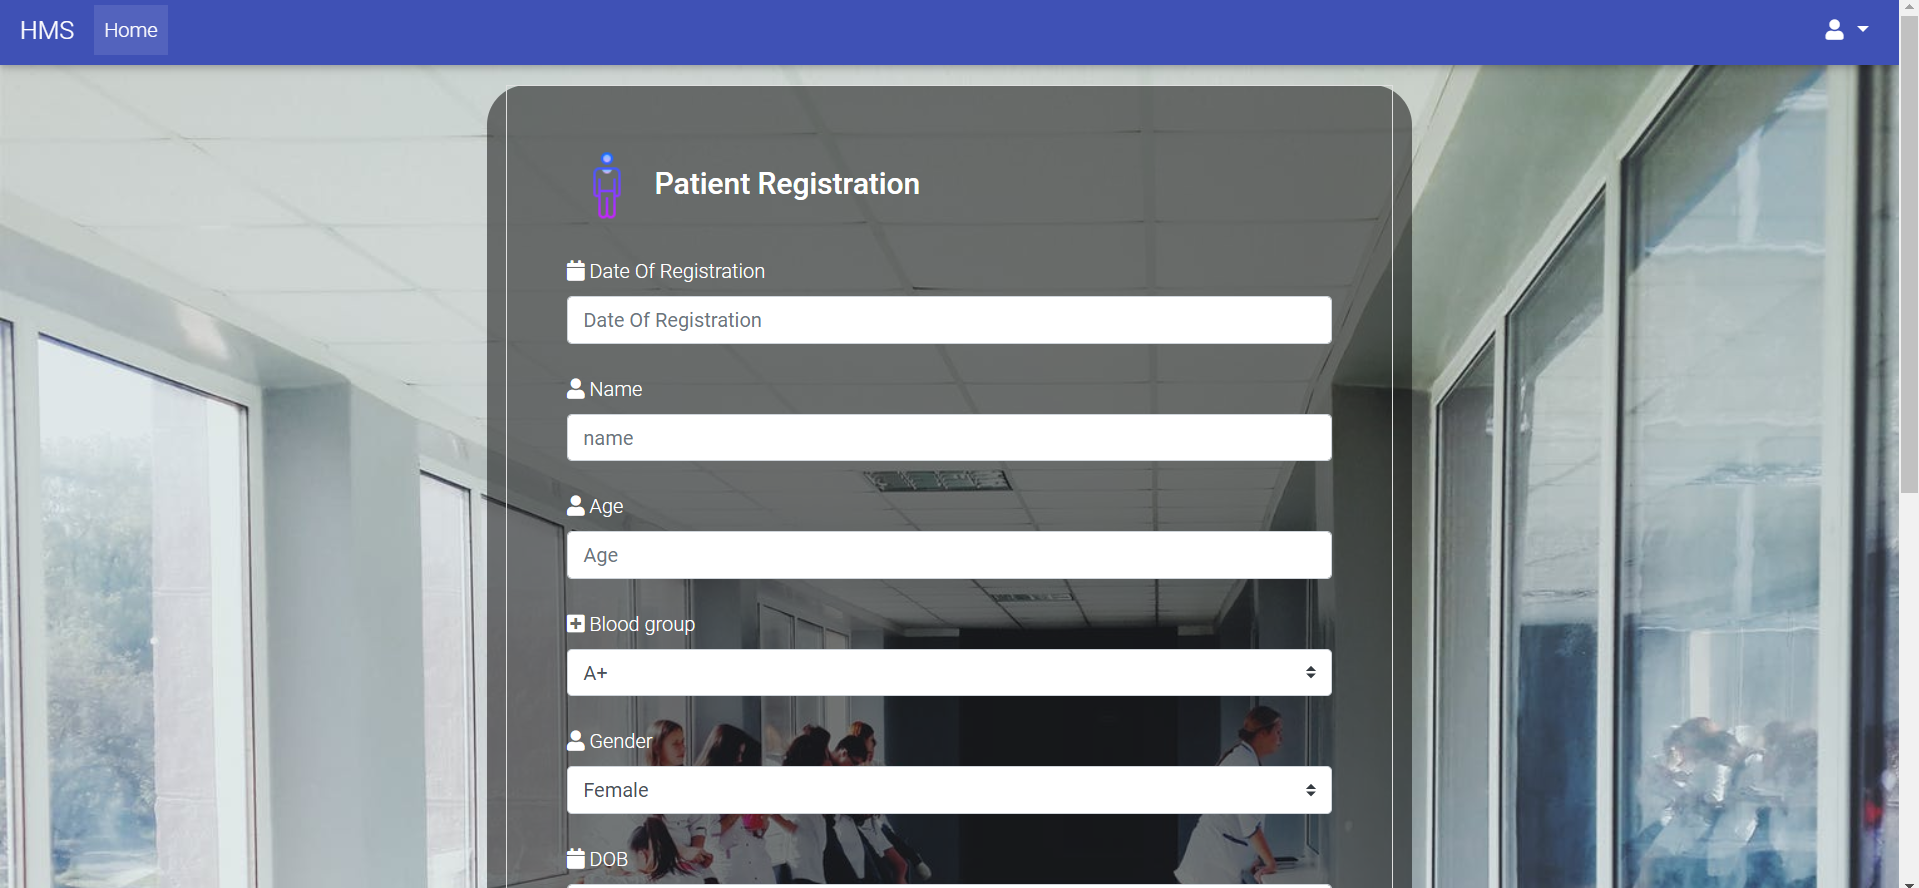 HMS Home
Patient Registration
Date Of Registration
Date Of Registration
Name
name
Age
Age
Blood group
A+
Gender
Female
DOB